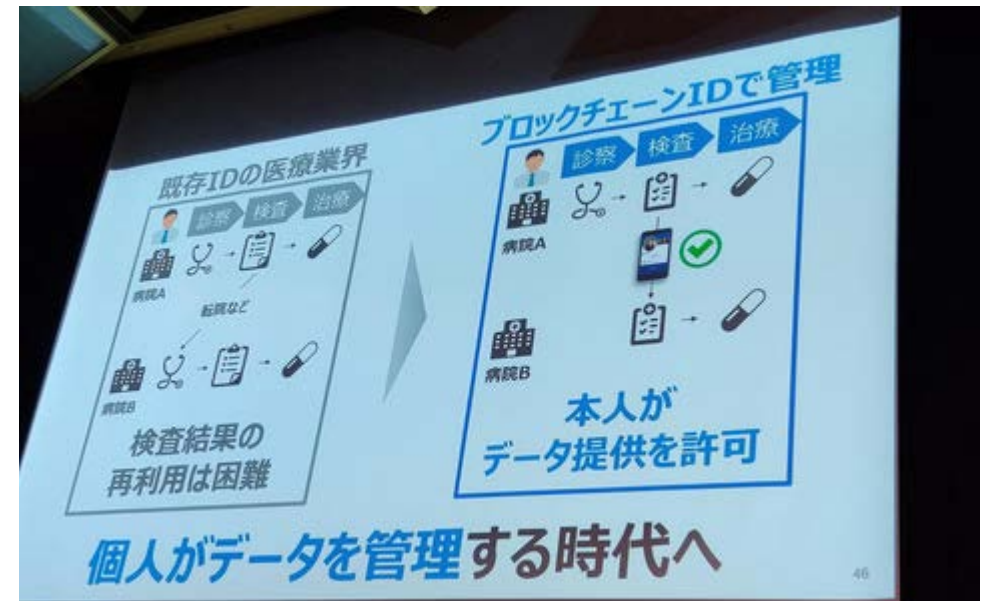 既存IDの医療業界
診察 検査 治療
病院A
転院など
病院B
検査結果の
再利用は困難
ブロックチェーンIDで管理
診察 検査 治療
病院A
病院B
本人が
データ提供を許可
個人がデータを管理する時代へ
46